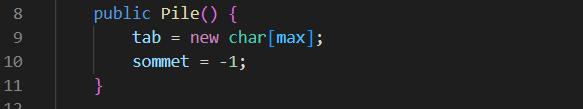 8 public Pile() {
9 tab = new char[max];
10 sommet = -1;
11 }